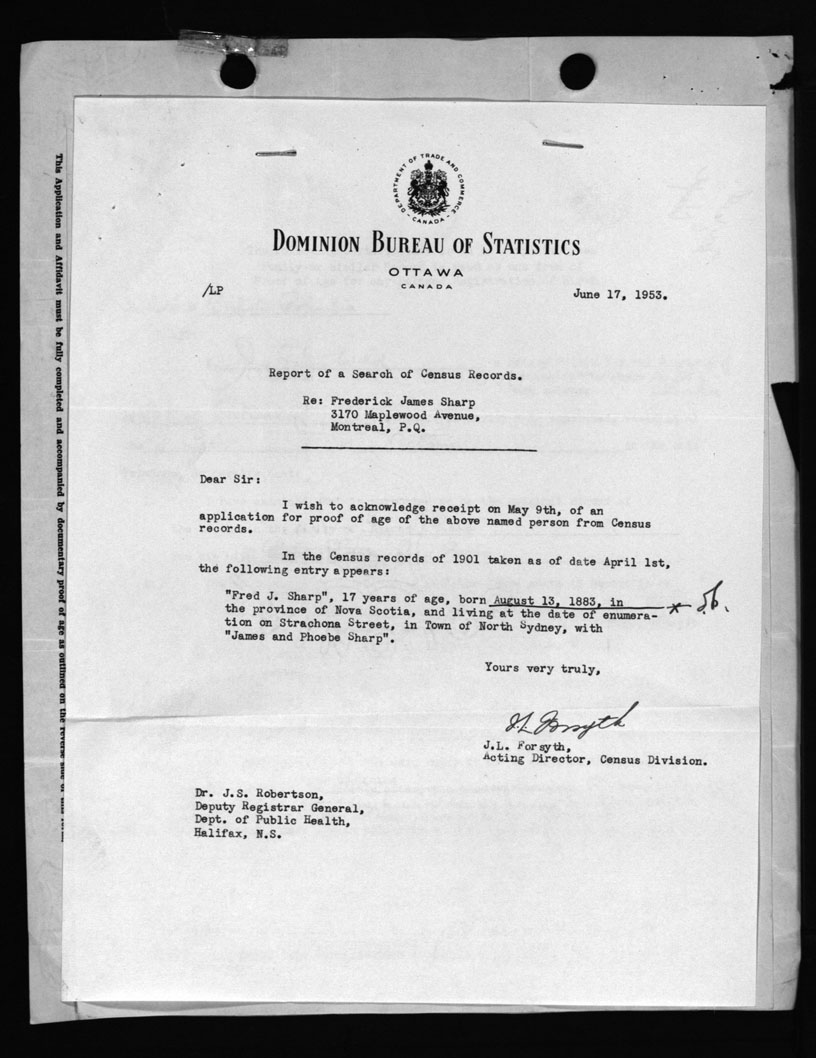 DEPARTMENT OF TRADE AND COMMERCE
- CANADA -
DOMINION BUREAU OF STATISTICS
OTTAWA
CANADA
/LP
June 17, 1953.
Report of a Search of Census Records.
Re: Frederick James Sharp
3170 Maplewood Avenue,
Montreal, P.Q.
Dear Sir:
I wish to acknowledge receipt on May 9th, of an
application for proof of age of the above named person from Census
records.
In the Census records of 1901 taken as of date April 1st,
the following entry appears:
"Fred J. Sharp", 17 years of age, born August 13, 1883, in
the province of Nova Scotia, and living at the date of enumera-
tion on Strachona Street, in Town of North Sydney, with
"James and Phoebe Sharp".
Yours very truly,
J.L. Forsyth
J.L. Forsyth,
Acting Director, Census Division.
Dr. J.S. Robertson,
Deputy Registrar General,
Dept. of Public Health,
Halifax, N.S.
This Application and Affidavit must be fully completed and accompanied by documentary proof of age as outlined on the reverse side of